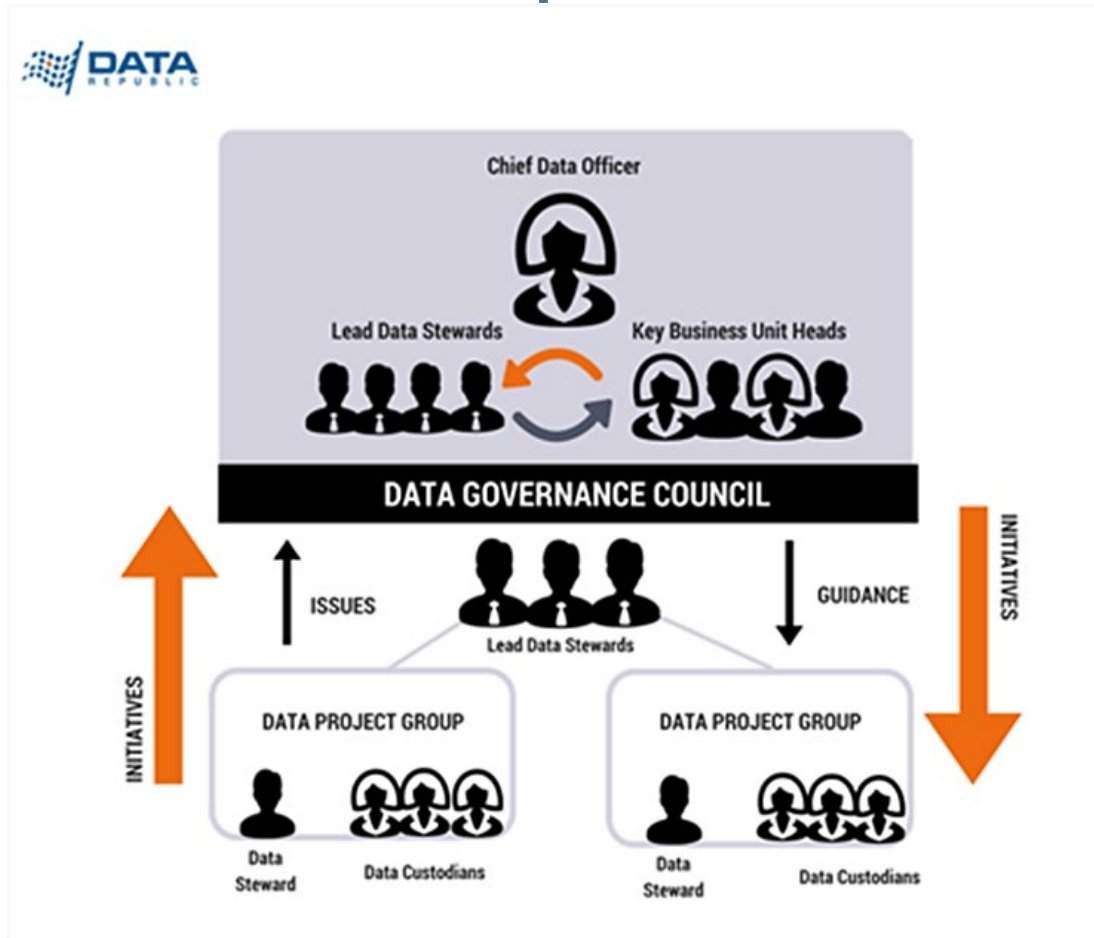 DATA
REPUBLIC
Chief Data Officer
Lead Data Stewards
Key Business Unit Heads
DATA GOVERNANCE COUNCIL
INITIATIVES
ISSUES
Lead Data Stewards
GUIDANCE
INITIATIVES
DATA PROJECT GROUP
Data
Steward
Data Custodians
DATA PROJECT GROUP
Data
Steward
Data Custodians